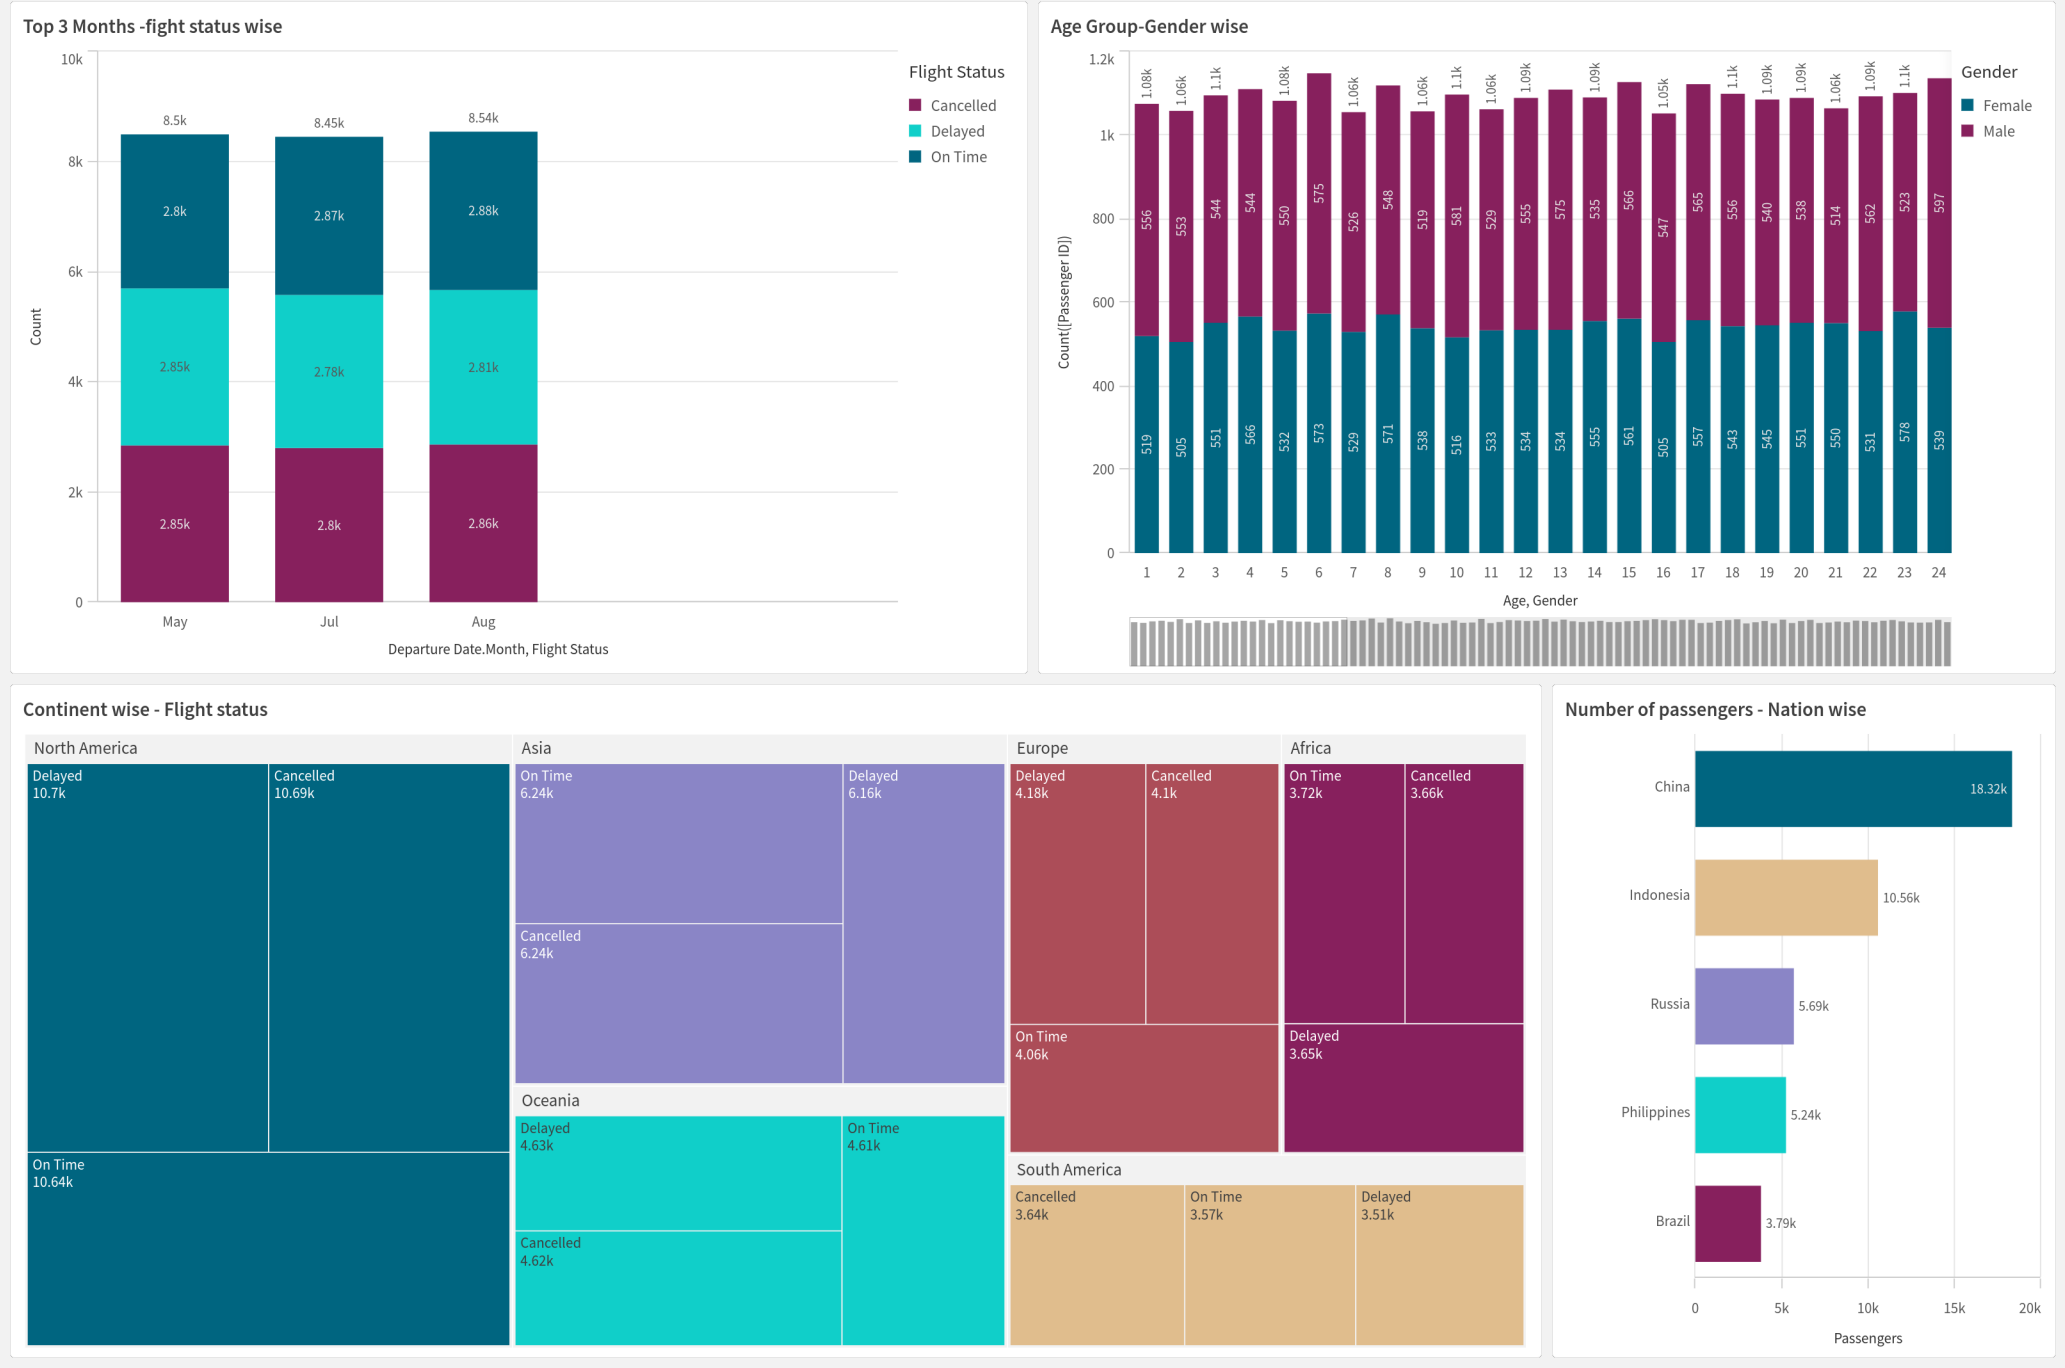 Top 3 Months -fight status wise
10k
8k
6k
4k
2k
0
Count
8.5k
8.45k
8.54k
2.8k
2.87k
2.88k
2.85k
2.78k
2.81k
2.85k
2.8k
2.86k
May
Jul
Aug
Departure Date.Month, Flight Status
Flight Status
Cancelled
Delayed
On Time
Age Group-Gender wise
1.2k
1k
800
600
400
200
0
Count([Passenger ID])
1.08k 1.06k 1.1k 1.08k 1.06k 1.06k 1.1k 1.06k 1.09k 1.09k 1.05k 1.1k 1.09k 1.09k 1.06k 1.09k 1.1k
556 553 544 544 550 575 526 548 519 581 529 555 575 535 566 547 565 556 540 538 514 562 523 597
519 505 551 566 532 573 529 571 538 516 533 534 534 555 561 505 557 543 545 551 550 531 578 539
1 2 3 4 5 6 7 8 9 10 11 12 13 14 15 16 17 18 19 20 21 22 23 24
Age, Gender
Gender
Female
Male
Continent wise - Flight status
North America
Delayed
10.7k
Cancelled
10.69k
On Time
10.64k
Asia
On Time
6.24k
Delayed
6.16k
Cancelled
6.24k
Oceania
Delayed
4.63k
On Time
4.61k
Cancelled
4.62k
Europe
Delayed
4.18k
Cancelled
4.1k
On Time
4.06k
Africa
On Time
3.72k
Cancelled
3.66k
Delayed
3.65k
South America
Cancelled
3.64k
On Time
3.57k
Delayed
3.51k
Number of passengers - Nation wise
China
18.32k
Indonesia
10.56k
Russia
5.69k
Philippines
5.24k
Brazil
3.79k
0 5k 10k 15k 20k
Passengers